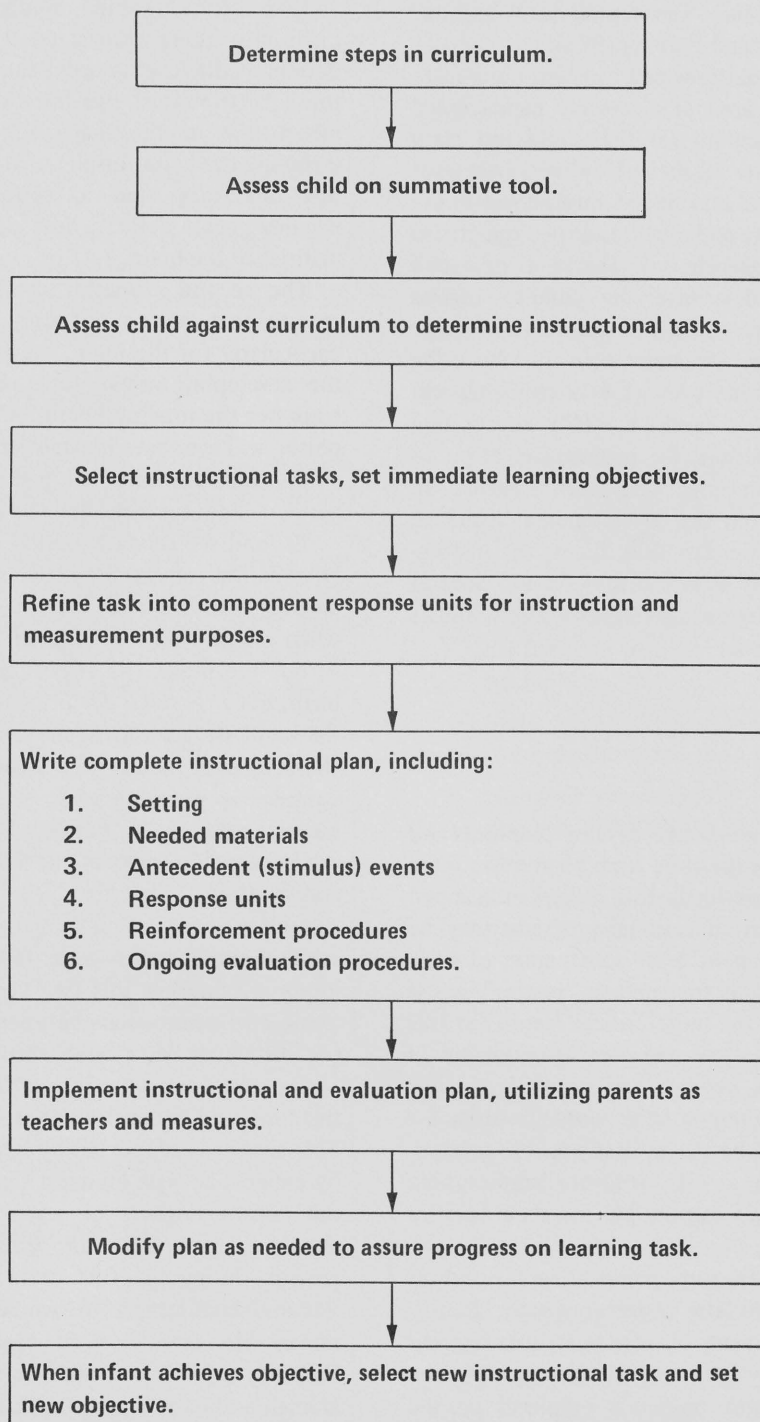 Determine steps in curriculum.
Assess child on summative tool.
Assess child against curriculum to determine instructional tasks.
Select instructional tasks, set immediate learning objectives.
Refine task into component response units for instruction and
measurement purposes.
Write complete instructional plan, including:
1. Setting
2. Needed materials
3. Antecedent (stimulus) events
4. Response units
5. Reinforcement procedures
6. Ongoing evaluation procedures.
Implement instructional and evaluation plan, utilizing parents as
teachers and measures.
Modify plan as needed to assure progress on learning task.
When infant achieves objective, select new instructional task and set
new objective.